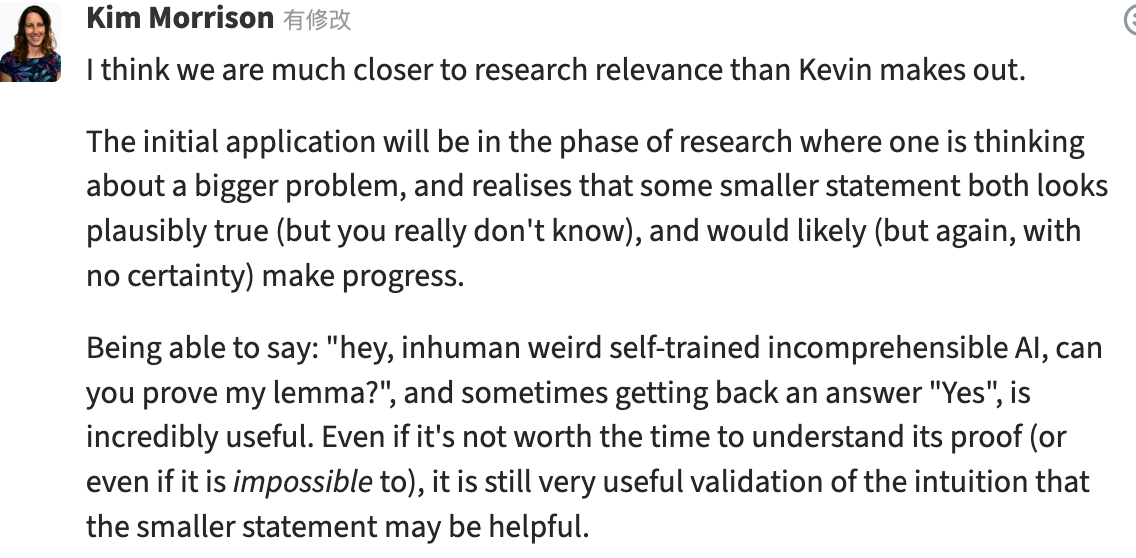 Kim Morrison 有修改
I think we are much closer to research relevance than Kevin makes out.
The initial application will be in the phase of research where one is thinking
about a bigger problem, and realises that some smaller statement both looks
plausibly true (but you really don't know), and would likely (but again, with
no certainty) make progress.
Being able to say: "hey, inhuman weird self-trained incomprehensible AI, can
you prove my lemma?", and sometimes getting back an answer "Yes", is
incredibly useful. Even if it's not worth the time to understand its proof (or
even if it is impossible to), it is still very useful validation of the intuition that
the smaller statement may be helpful.